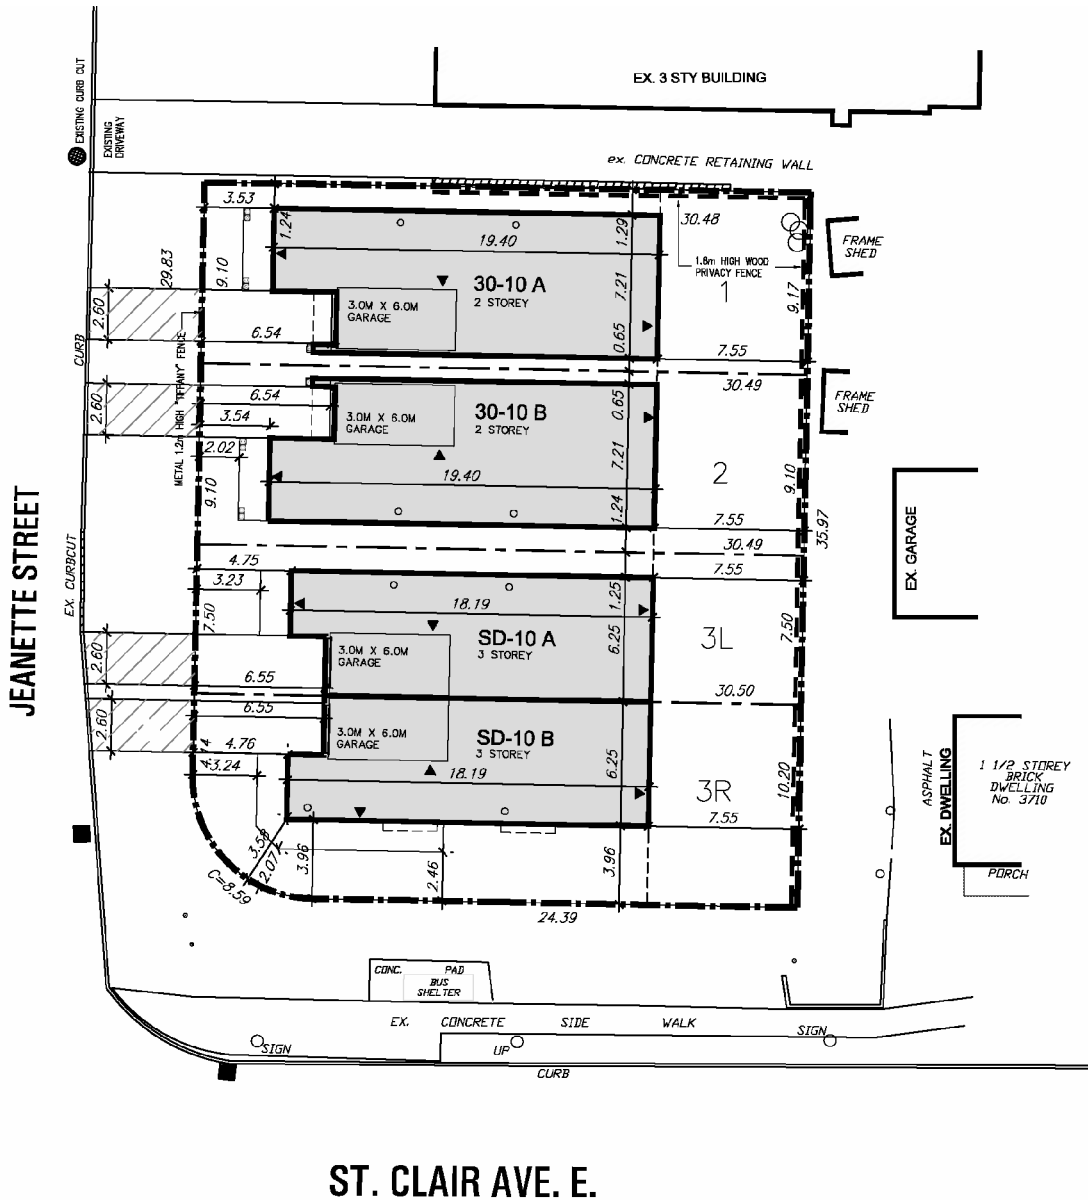 EX. 3 STY BUILDING
EXISTING CURB CUT
EXISTING
DRIVEWAY
ex. CONCRETE RETAINING WALL
3.53
1.24
19.40
1.29
30.48
FRAME
SHED
1.8m HIGH WOOD
PRIVACY FENCE
29.83
9.10
30-10 A
2 STOREY
7.21
1
9.17
2.60
3.0M X 6.0M
GARAGE
6.54
0.65
7.55
CURB
METAL 1.2m HIGH "TIFFANY" FENCE
30.49
2.60
6.54
3.54
3.0M X 6.0M
GARAGE
30-10 B
2 STOREY
0.65
FRAME
SHED
2.02
9.10
19.40
7.21
2
9.10
1.24
7.55
35.97
30.49
EX. GARAGE
JEANETTE STREET
EX. CURBCUT
4.75
3.23
7.50
18.19
1.25
7.55
SD-10 A
3 STOREY
6.25
3L
7.50
2.60
3.0M X 6.0M
GARAGE
6.55
30.50
6.55
2.60
3.0M X 6.0M
GARAGE
SD-10 B
3 STOREY
4.76
3.24
18.19
6.25
3R
10.20
7.55
ASPHALT
EX. DWELLING
1 1/2 STOREY
BRICK
DWELLING
No. 3710
PORCH
3.58
2.07
3.96
2.46
3.96
C=8.59
24.39
CONC. PAD
BUS
SHELTER
EX. CONCRETE SIDE WALK
SIGN
UP
SIGN
CURB
ST. CLAIR AVE. E.